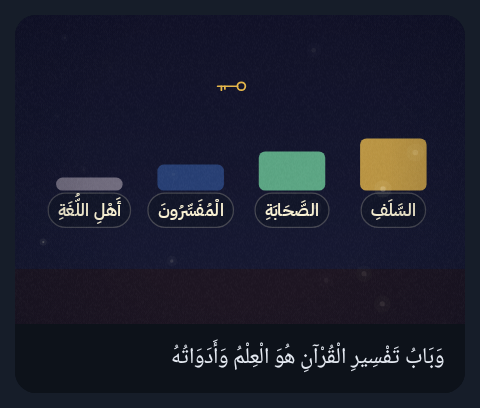 السَّلَفِ
الصَّحَابَةِ
الْمُفَسِّرُونَ
أَهْلِ اللُّغَةِ
وَبَابُ تَفْسِيرِ الْقُرْآنِ هُوَ الْعِلْمُ وَأَدَوَاتُهُ